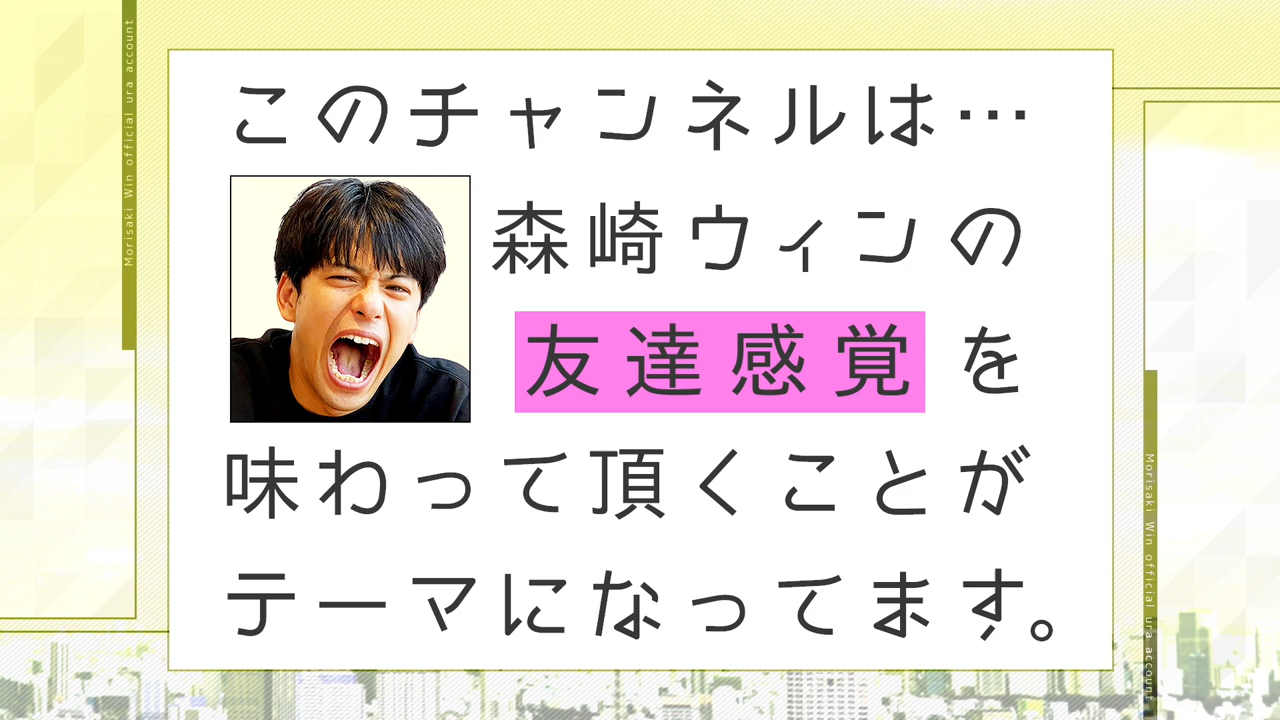 Morisaki Win official ura account
このチャンネルは…
森崎ウィンの
友達感覚を
味わって頂くことが
テーマになってます。
Morisaki Win official ura account